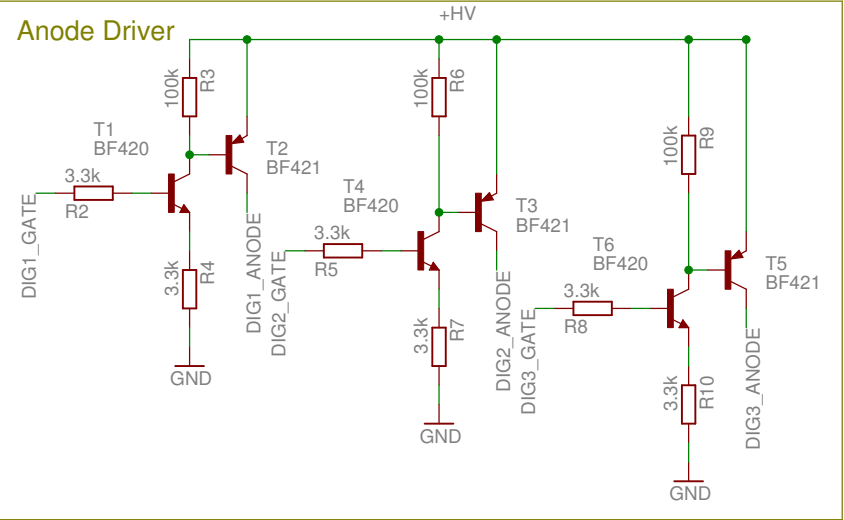 +HV
Anode Driver
100k
R3
T1
BF420
T2
BF421
3.3k
R2
DIG1_GATE
3.3k
R4
GND
DIG1_ANODE
100k
R6
T4
BF420
T3
BF421
3.3k
R5
DIG2_GATE
3.3k
R7
GND
DIG2_ANODE
100k
R9
T6
BF420
T5
BF421
3.3k
R8
DIG3_GATE
3.3k
R10
GND
DIG3_ANODE